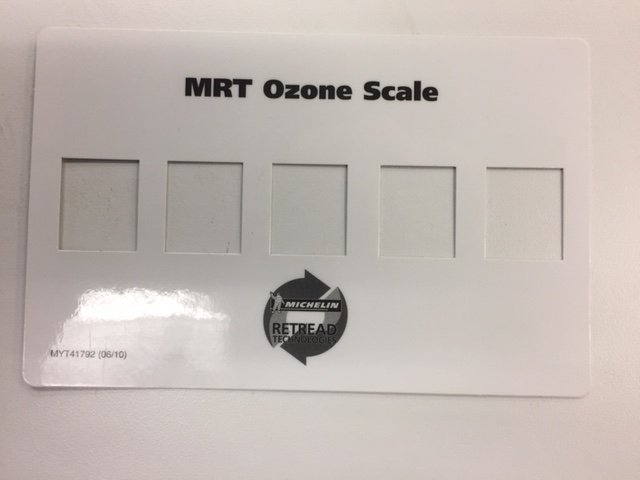 MRT Ozone Scale
MICHELIN
RETREAD
TECHNOLOGIES
MYT41792 (06/10)